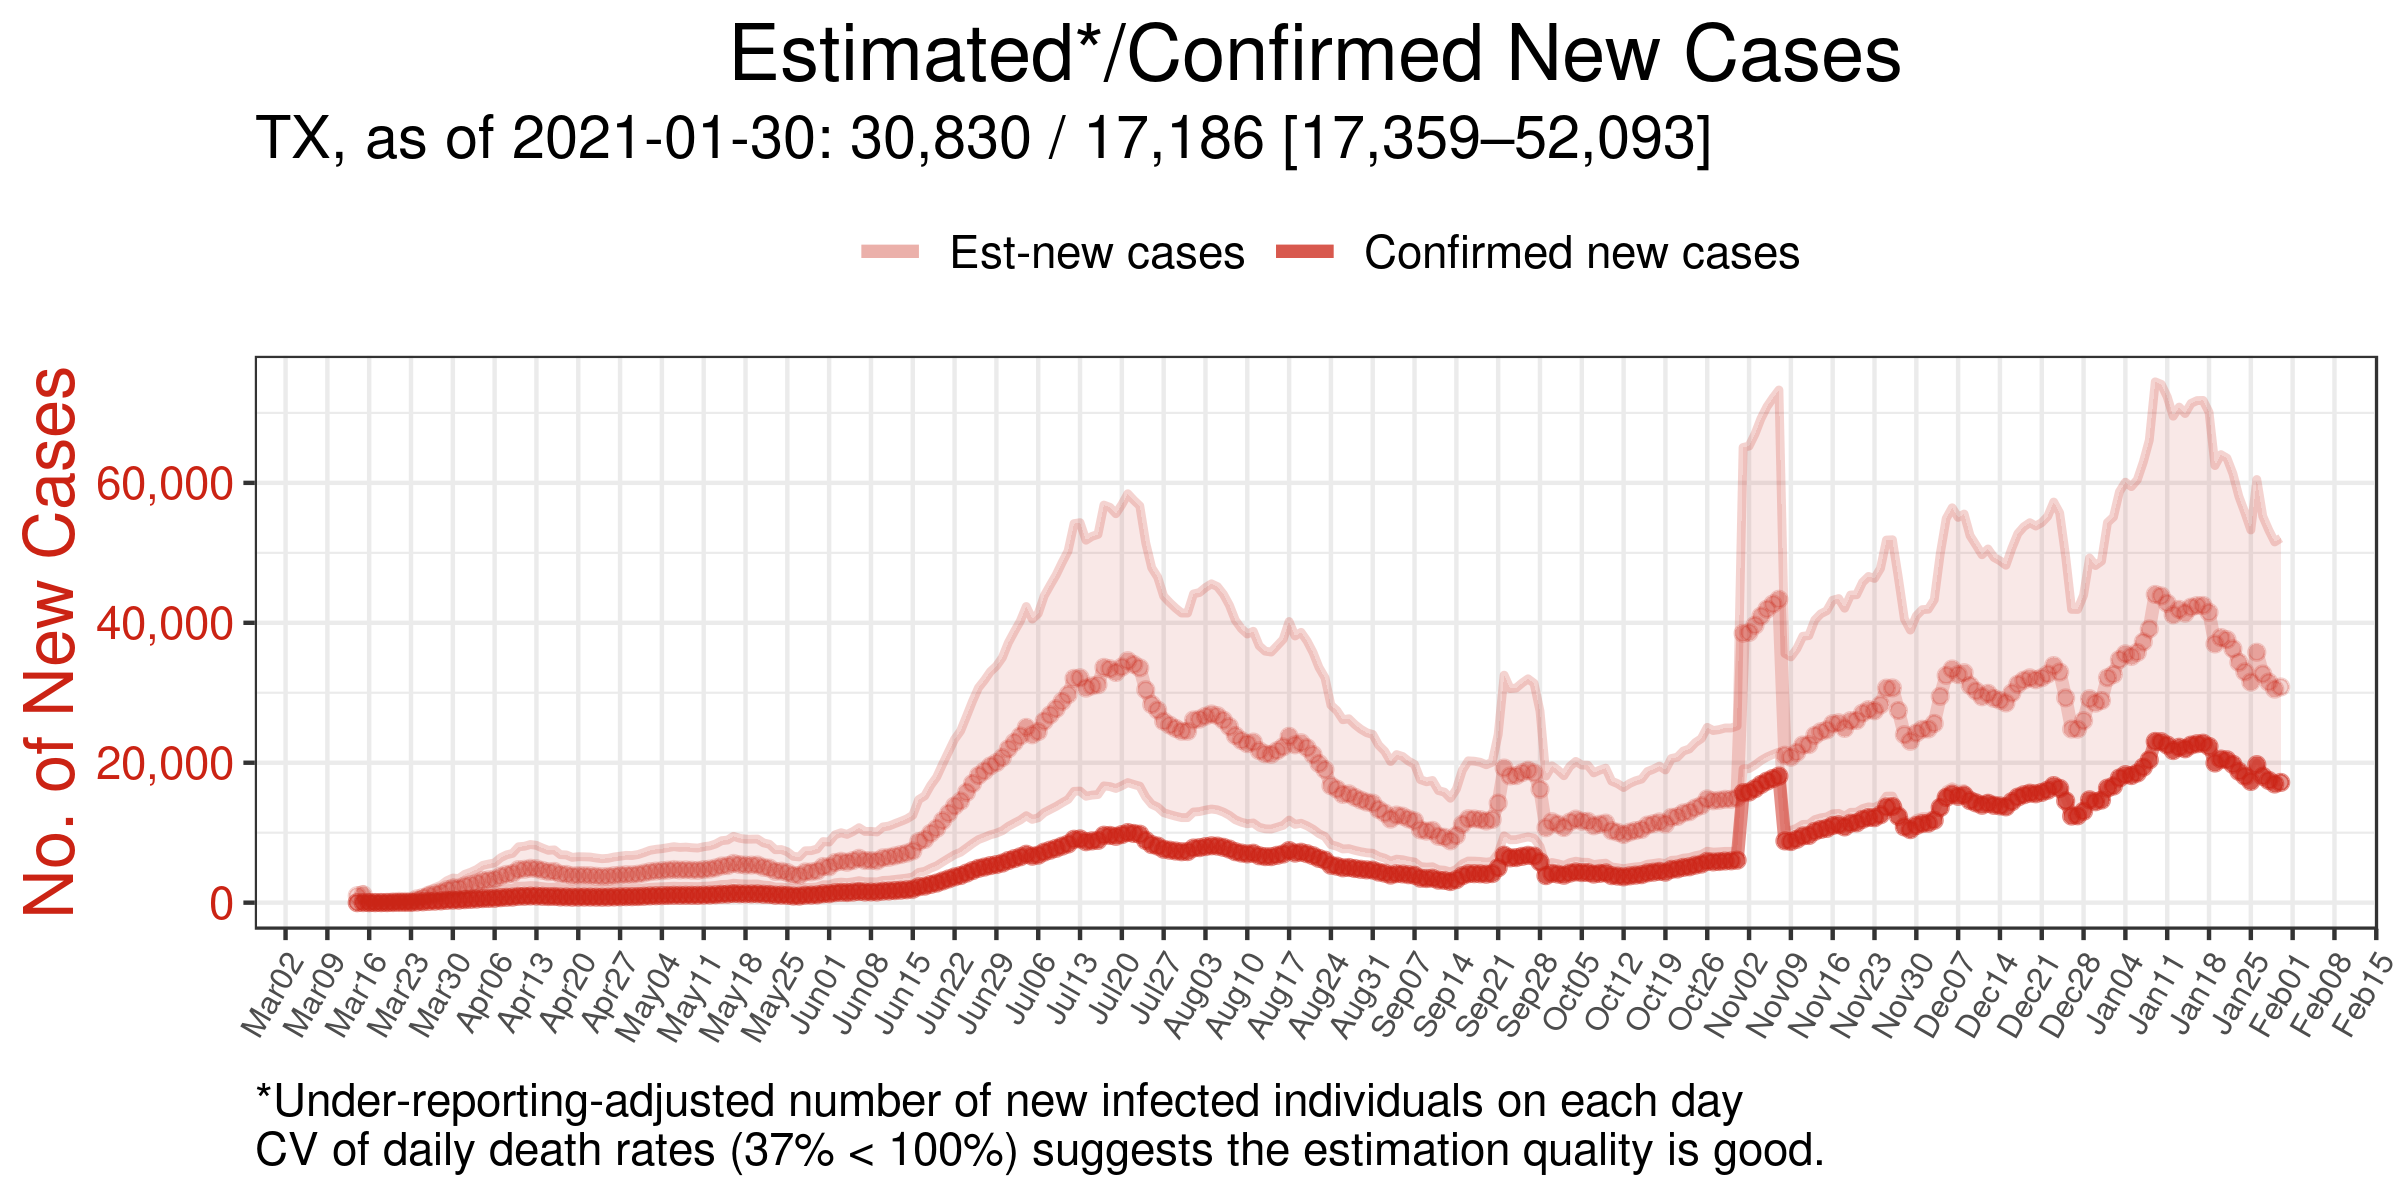 Estimated*/Confirmed New Cases
TX, as of 2021-01-30: 30,830 / 17,186 [17,359–52,093]
Est-new cases Confirmed new cases
No. of New Cases
60,000
40,000
20,000
0
Mar02 Mar09 Mar16 Mar23 Mar30 Apr06 Apr13 Apr20 Apr27 May04 May11 May18 May25 Jun01 Jun08 Jun15 Jun22 Jun29 Jul06 Jul13 Jul20 Jul27 Aug03 Aug10 Aug17 Aug24 Aug31 Sep07 Sep14 Sep21 Sep28 Oct05 Oct12 Oct19 Oct26 Nov02 Nov09 Nov16 Nov23 Nov30 Dec07 Dec14 Dec21 Dec28 Jan04 Jan11 Jan18 Jan25 Feb01 Feb08 Feb15
*Under-reporting-adjusted number of new infected individuals on each day
CV of daily death rates (37% < 100%) suggests the estimation quality is good.